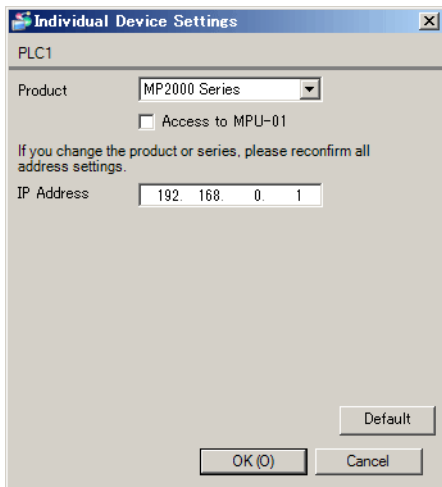 Individual Device Settings
PLC1
Product MP2000 Series
Access to MPU-01
If you change the product or series, please reconfirm all
address settings.
IP Address 192. 168. 0. 1
Default
OK (O) Cancel